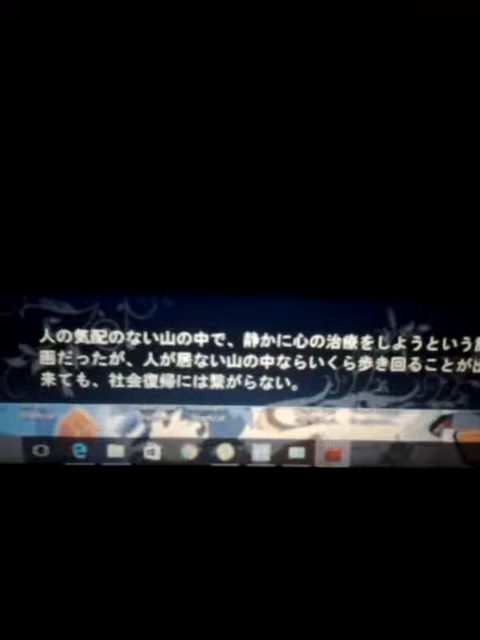 人の気配のない山の中で、静かに心の治療をしようという
画だったが、人が居ない山の中ならいくら歩き回ることが出
来ても、社会復帰には繋がらない。